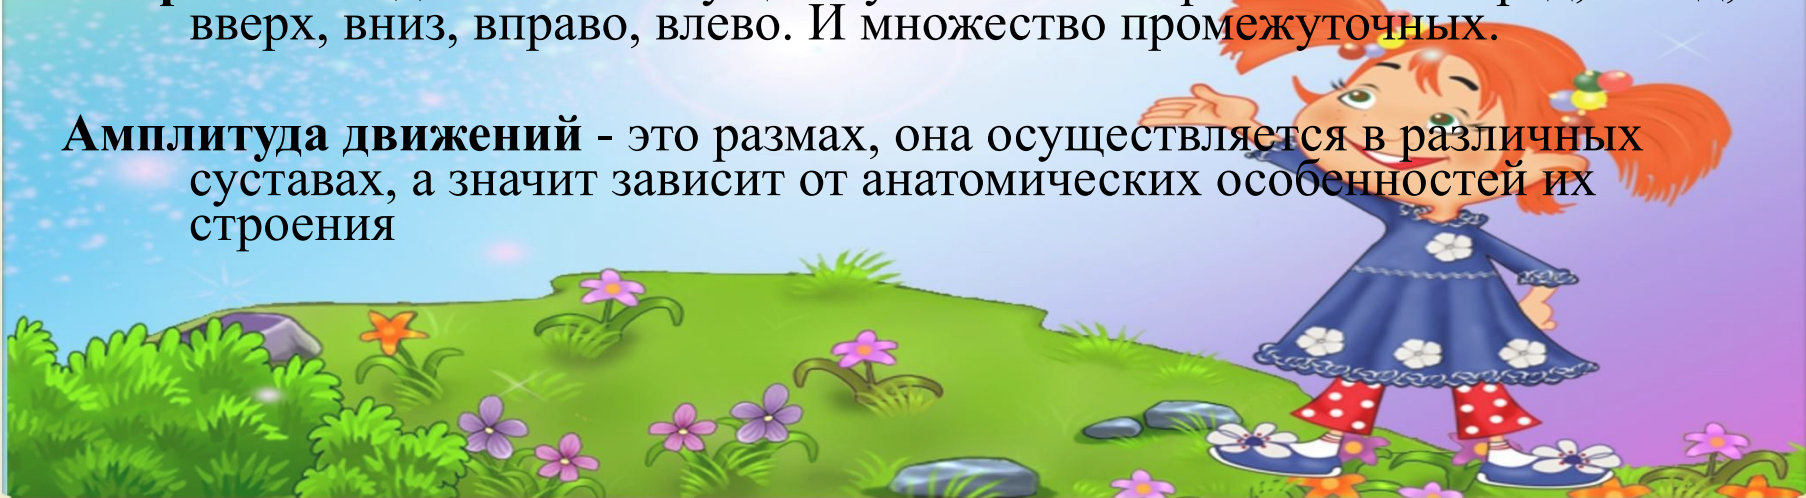 вверх, вниз, вправо, влево. И множество промежуточных.
Амплитуда движений - это размах, она осуществляется в различных
суставах, а значит зависит от анатомических особенностей их
строения